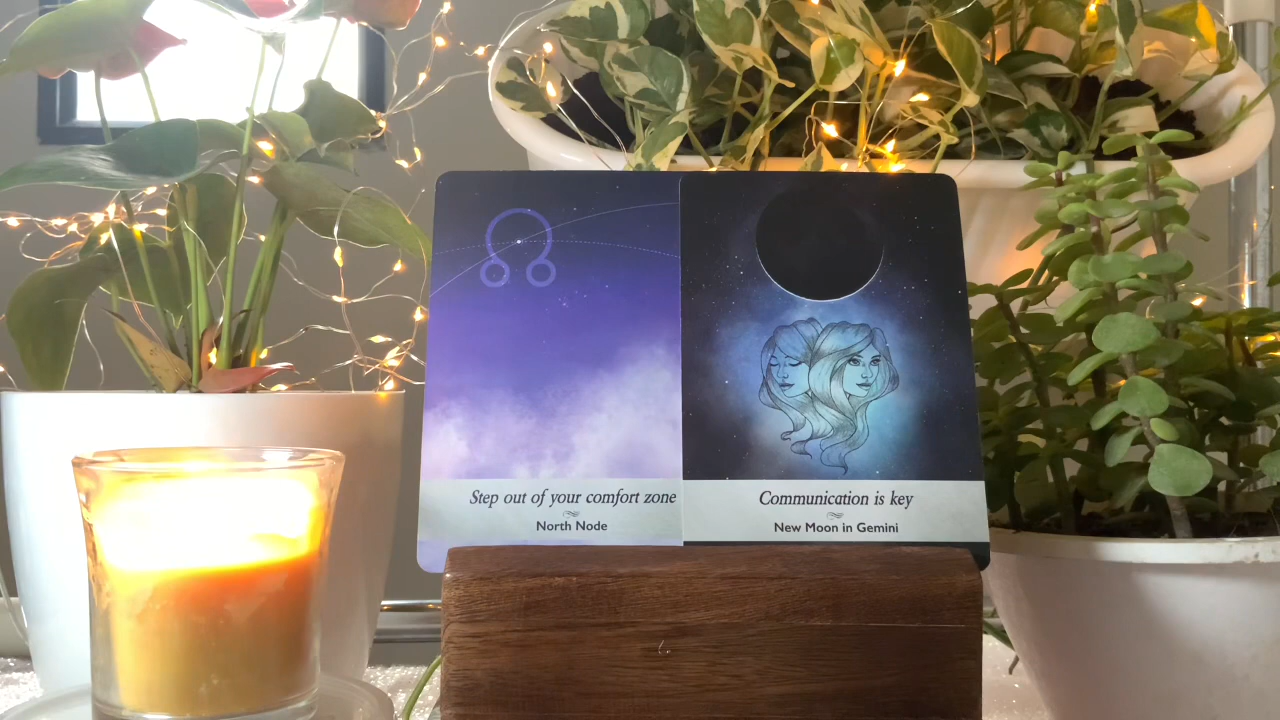 Step out of your comfort zone
North Node
Communication is key
New Moon in Gemini